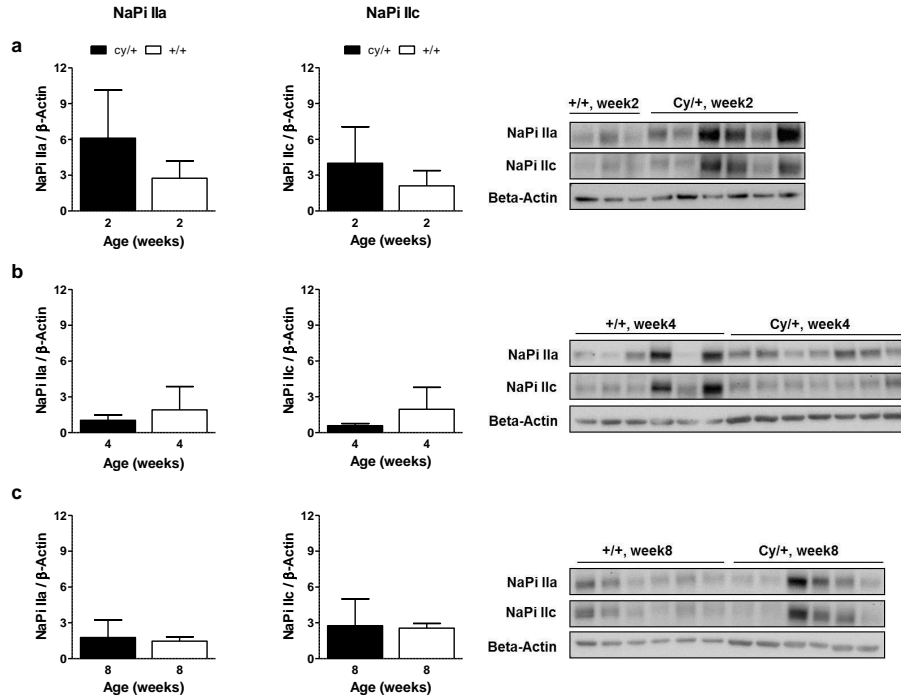 NaPi IIa
NaPi IIc
a
cy/+ +/+
cy/+ +/+
NaPi IIa / β-Actin
12
9
6
3
0
2 2
Age (weeks)
NaPi IIc / β-Actin
12
9
6
3
0
2 2
Age (weeks)
+/+, week2 Cy/+, week2
NaPi IIa
NaPi IIc
Beta-Actin
b
NaPi IIa / β-Actin
12
9
6
3
0
4 4
Age (weeks)
NaPi IIc / β-Actin
12
9
6
3
0
4 4
Age (weeks)
+/+, week4 Cy/+, week4
NaPi IIa
NaPi IIc
Beta-Actin
c
NaPi IIa / β-Actin
12
9
6
3
0
8 8
Age (weeks)
NaPi IIc / β-Actin
12
9
6
3
0
8 8
Age (weeks)
+/+, week8 Cy/+, week8
NaPi IIa
NaPi IIc
Beta-Actin